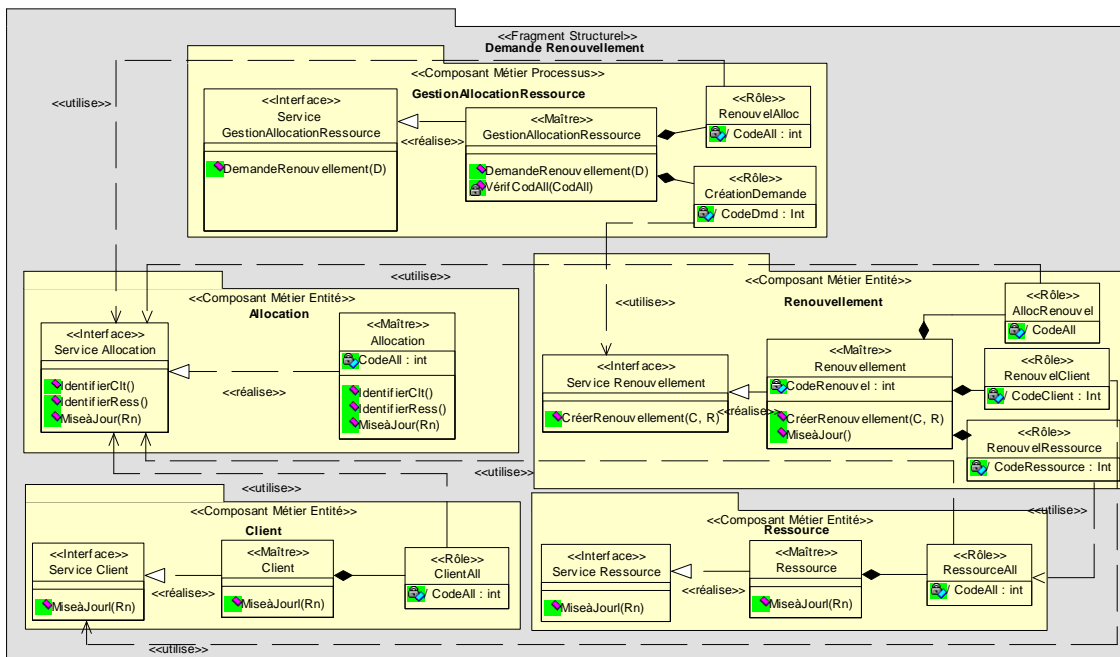 <<Fragment Structurel>>
Demande Renouvellement
<<Composant Métier Processus>>
GestionAllocationRessource
<<utilise>>
<<Interface>>
Service
GestionAllocationRessource
DemandeRenouvellement(D)
<<réalise>>
<<Maître>>
GestionAllocationRessource
DemandeRenouvellement(D)
VérifCodAll(CodAll)
<<Rôle>>
RenouvelAlloc
/ CodeAll : int
<<Rôle>>
CréationDemande
/ CodeDmd : Int
<<utilise>>
<<utilise>>
<<Composant Métier Entité>>
Allocation
<<Interface>>
Service Allocation
IdentifierClt()
IdentifierRess()
MiseàJour(Rn)
<<réalise>>
<<Maître>>
Allocation
CodeAll : int
IdentifierClt()
IdentifierRess()
MiseàJour(Rn)
<<Composant Métier Entité>>
Renouvellement
<<Interface>>
Service Renouvellement
CréerRenouvellement(C, R)
<<réalise>>
<<Maître>>
Renouvellement
CodeRenouvel : int
CréerRenouvellement(C, R)
MiseàJour()
<<Rôle>>
AllocRenouvel
/ CodeAll
<<Rôle>>
RenouvelClient
/ CodeClient : Int
<<Rôle>>
RenouvelRessource
/ CodeRessource : Int
<<utilise>>
<<utilise>>
<<utilise>>
<<Composant Métier Entité>>
Client
<<Interface>>
Service Client
MiseàJourl(Rn)
<<réalise>>
<<Maître>>
Client
MiseàJourl(Rn)
<<Rôle>>
ClientAll
/ CodeAll : int
<<Composant Métier Entité>>
Ressource
<<Interface>>
Service Ressource
MiseàJourl(Rn)
<<réalise>>
<<Maître>>
Ressource
MiseàJourl(Rn)
<<Rôle>>
RessourceAll
/ CodeAll : int
<<utilise>>